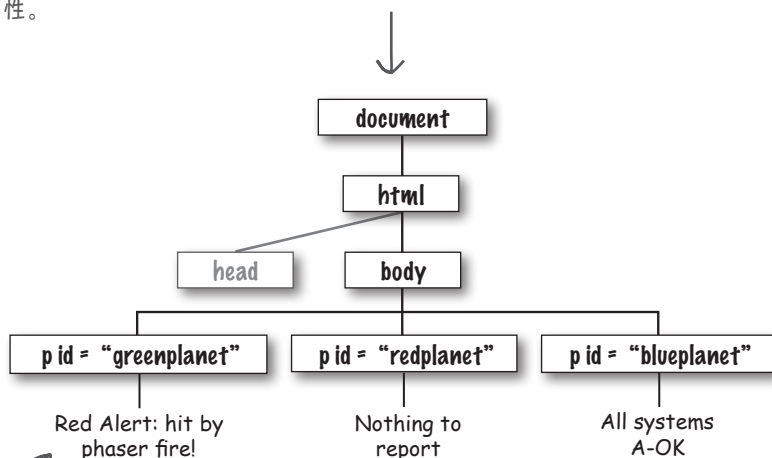 性。
document
html
head
body
p id = “greenplanet”
p id = “redplanet”
p id = “blueplanet”
Red Alert: hit by
phaser fire!
Nothing to
report
All systems
A-OK